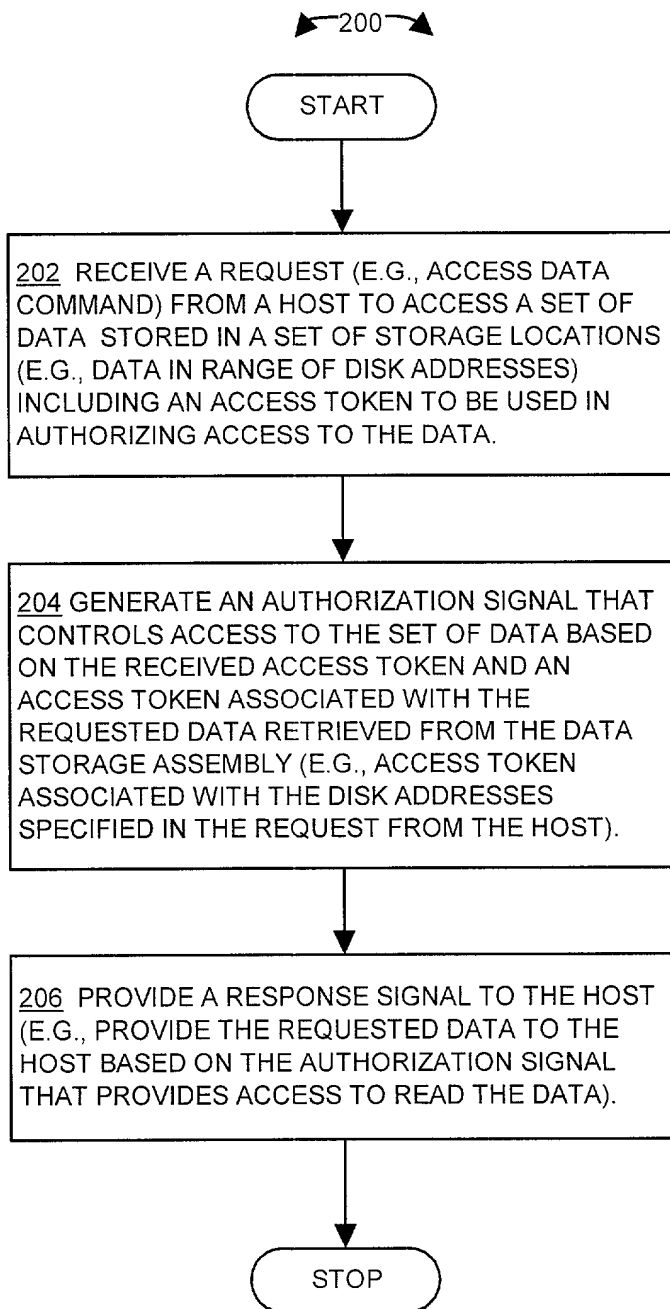 200
START
202 RECEIVE A REQUEST (E.G., ACCESS DATA
COMMAND) FROM A HOST TO ACCESS A SET OF
DATA STORED IN A SET OF STORAGE LOCATIONS
(E.G., DATA IN RANGE OF DISK ADDRESSES)
INCLUDING AN ACCESS TOKEN TO BE USED IN
AUTHORIZING ACCESS TO THE DATA.
204 GENERATE AN AUTHORIZATION SIGNAL THAT
CONTROLS ACCESS TO THE SET OF DATA BASED
ON THE RECEIVED ACCESS TOKEN AND AN
ACCESS TOKEN ASSOCIATED WITH THE
REQUESTED DATA RETRIEVED FROM THE DATA
STORAGE ASSEMBLY (E.G., ACCESS TOKEN
ASSOCIATED WITH THE DISK ADDRESSES
SPECIFIED IN THE REQUEST FROM THE HOST).
206 PROVIDE A RESPONSE SIGNAL TO THE HOST
(E.G., PROVIDE THE REQUESTED DATA TO THE
HOST BASED ON THE AUTHORIZATION SIGNAL
THAT PROVIDES ACCESS TO READ THE DATA).
STOP